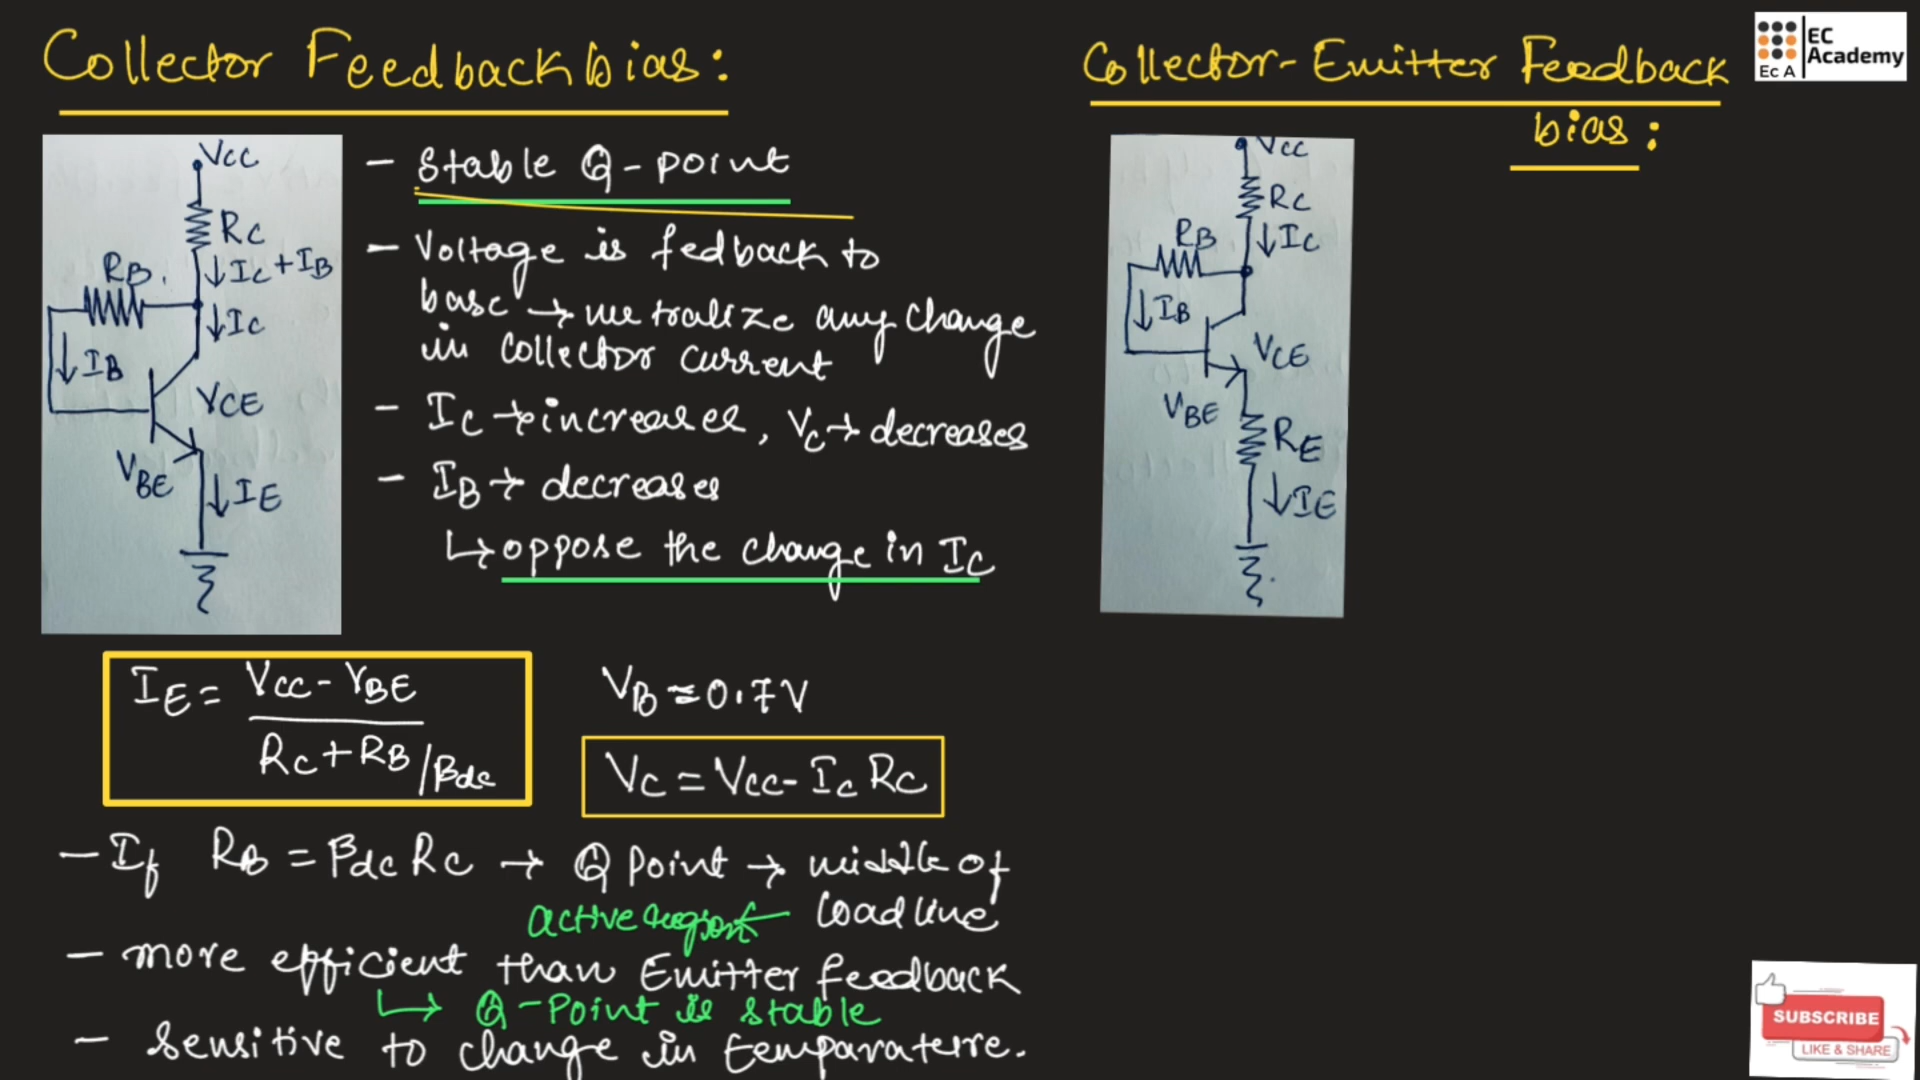 Collector Feedback bias:
Vcc
RC
RB.
↓Ic+IB
↓Ic
↓IB
VCE
VBE
↓IE
- Stable Q-point
- Voltage is fedback to
base → neutralize any change
in collector current
- Ic → increases, Vc → decreases
- IB → decreases
↳ oppose the change in Ic
IE = Vcc - VBE
Rc + RB/βdc
VB ≈ 0.7V
Vc = Vcc - Ic Rc
- If RB = βdc Rc → Q Point → middle of
active region ← Load line
- more efficient than Emitter feedback
↳ Q-Point is stable
- Sensitive to change in
Collector-Emitter Feedback
bias:
Vcc
RC
RB
↓Ic
↓IB
VCE
VBE
RE
↓IE
EC
Academy
EC A
SUBSCRIBE
LIKE & SHARE